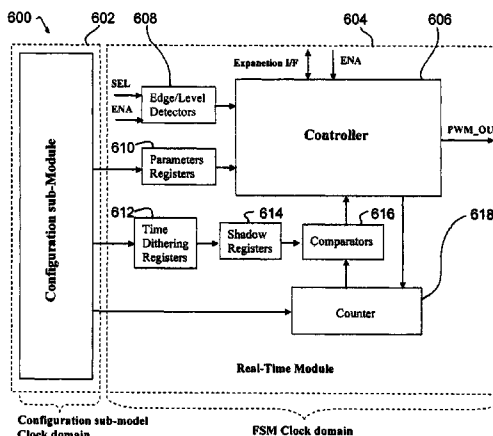 600
602
608
604
606
Expansion I/F
ENA
SEL
ENA
Edge/Level
Detectors
Controller
PWM_OU
610
Parameters
Registers
612
614
616
618
Time
Dithering
Registers
Shadow
Registers
Comparators
Counter
Configuration sub-Module
Real-Time Module
Configuration sub-model
Clock domain
FSM Clock domain